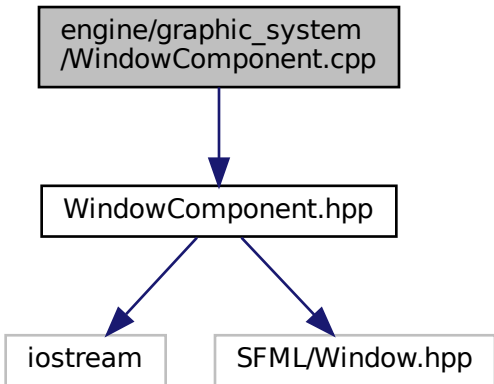 engine/graphic_system
/WindowComponent.cpp
WindowComponent.hpp
iostream
SFML/Window.hpp